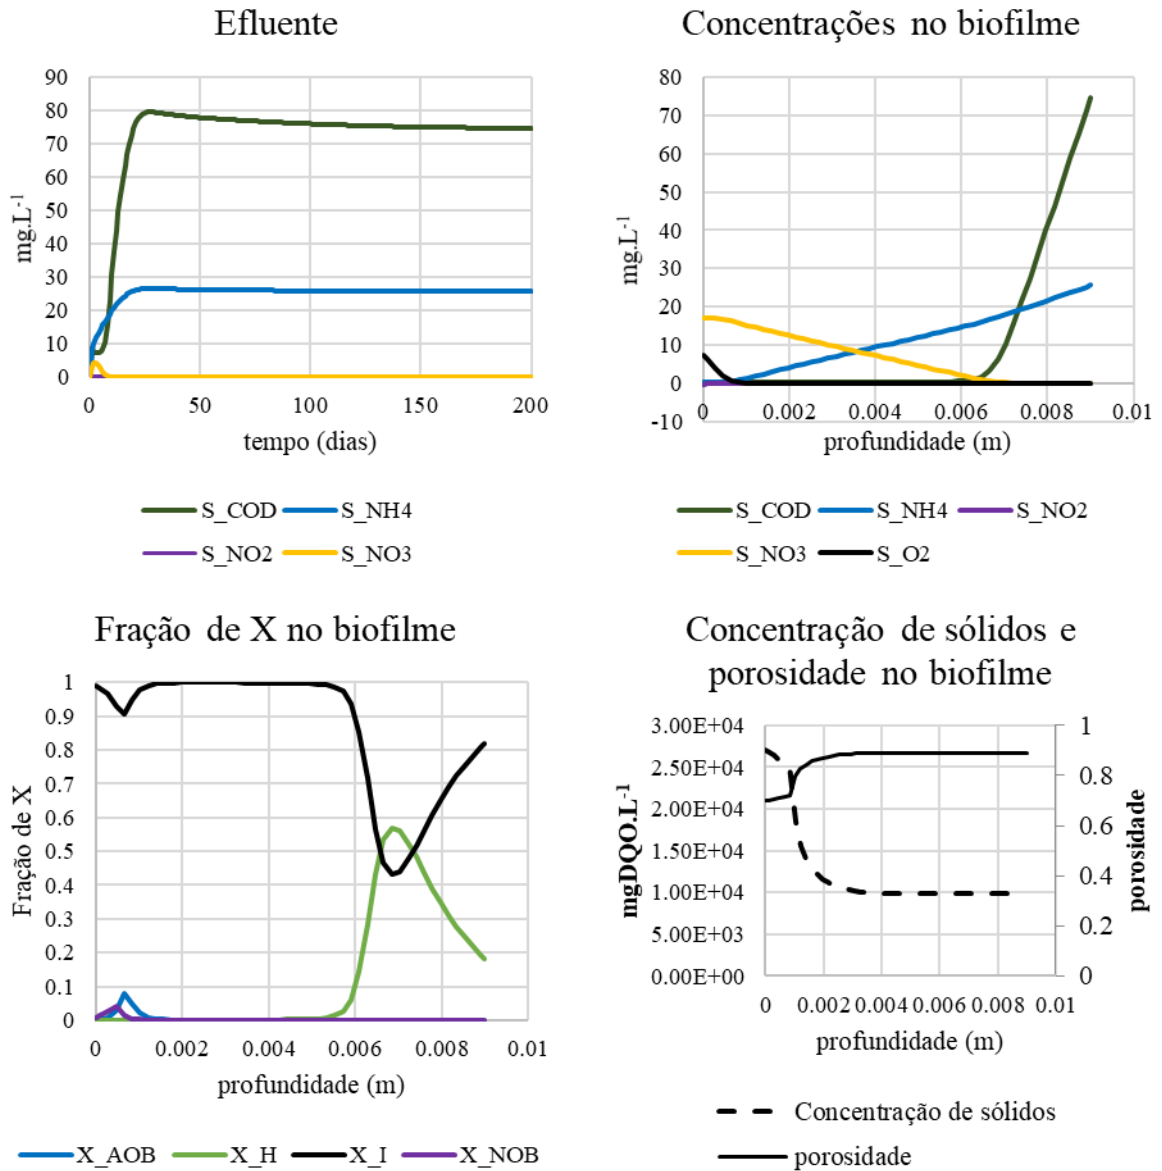 Efluente
90
80
70
60
50
40
30
20
10
0
mg.L-1
0 50 100 150 200
tempo (dias)
S_COD S_NH4
S_NO2 S_NO3
Concentrações no biofilme
80
70
60
50
40
30
20
10
0
-10
mg.L-1
0 0.002 0.004 0.006 0.008 0.01
profundidade (m)
S_COD S_NH4 S_NO2
S_NO3 S_O2
Fração de X no biofilme
1
0.9
0.8
0.7
0.6
0.5
0.4
0.3
0.2
0.1
0
Fração de X
0 0.002 0.004 0.006 0.008 0.01
profundidade (m)
X_AOB X_H X_I X_NOB
Concentração de sólidos e
porosidade no biofilme
3.00E+04
2.50E+04
2.00E+04
1.50E+04
1.00E+04
5.00E+03
0.00E+00
mgDQO.L-1
1
0.8
0.6
0.4
0.2
0
porosidade
0 0.002 0.004 0.006 0.008 0.01
profundidade (m)
Concentração de sólidos
porosidade